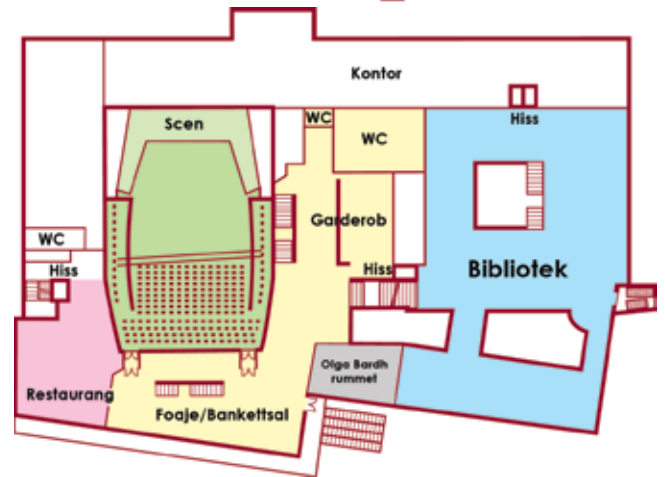 Kontor
Scen
WC
WC
Hiss
Garderob
WC
Hiss
Hiss
Bibliotek
Olga Bardh
rummet
Restaurang
Foaje/Bankettsal